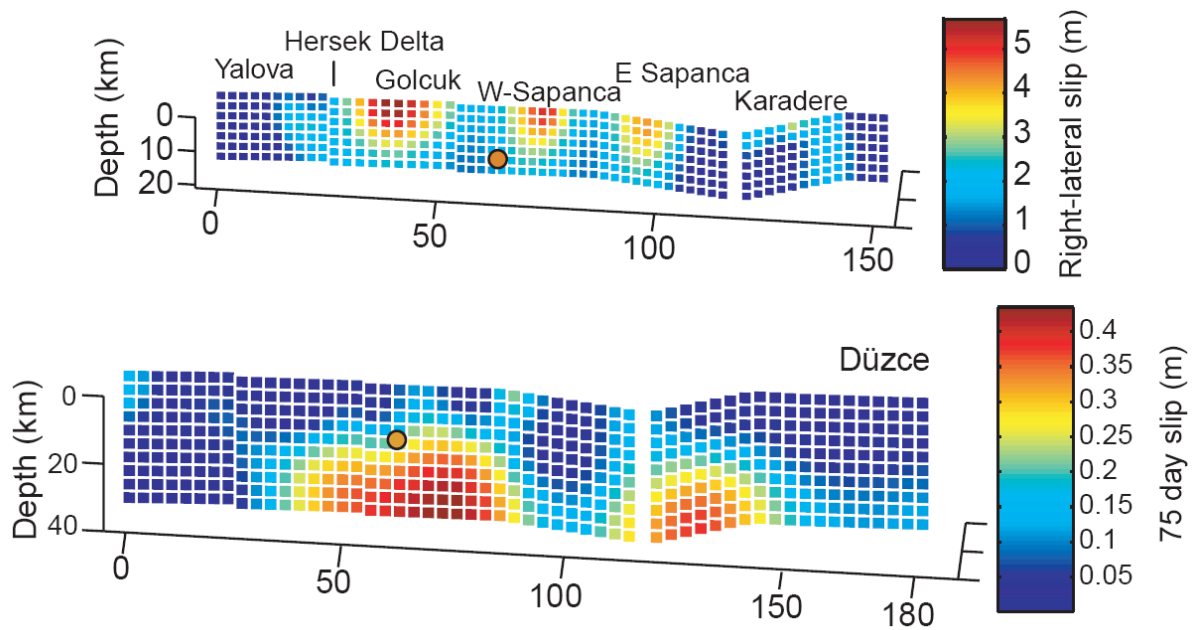 Hersek Delta
Yalova
Golcuk
W-Sapanca
E Sapanca
Karadere
Depth (km)
0
10
20
0
50
100
150
5
4
3
2
1
0
Right-lateral slip (m)
Düzce
Depth (km)
0
20
40
0
50
100
150
180
0.4
0.35
0.3
0.25
0.2
0.15
0.1
0.05
75 day slip (m)